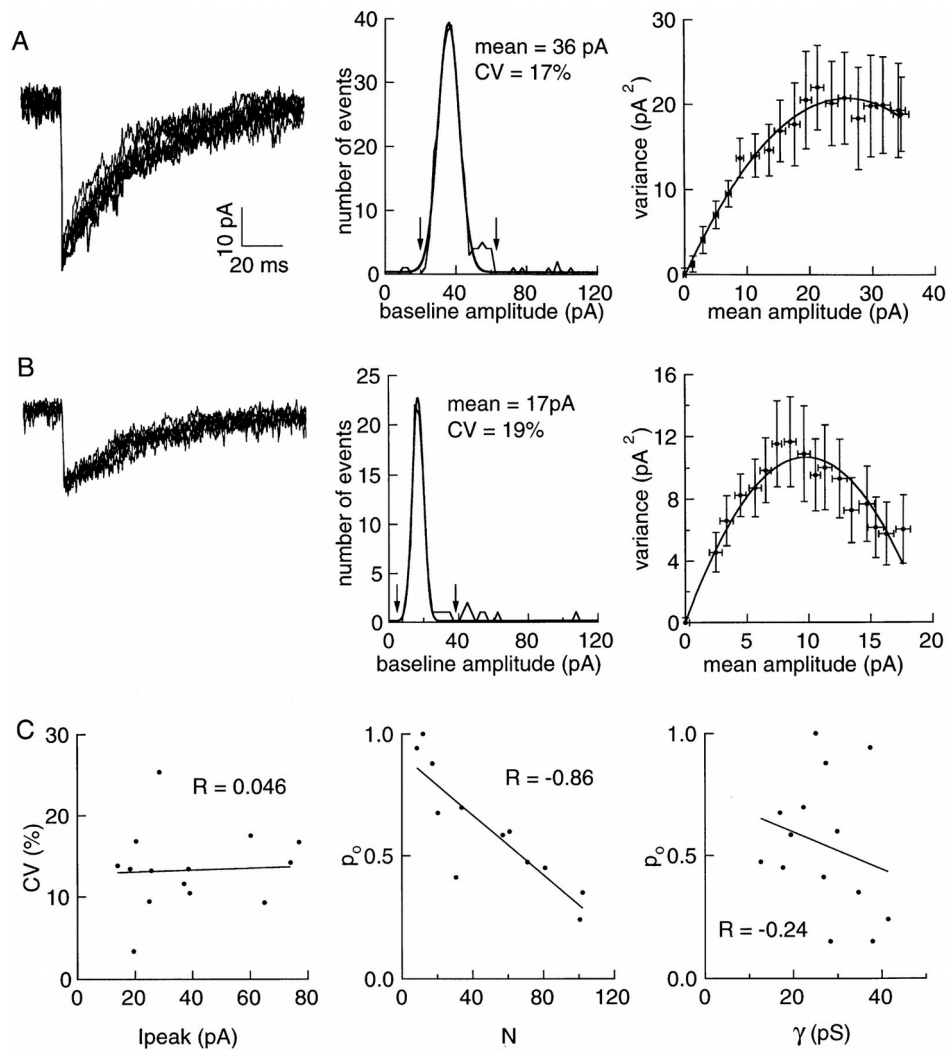 A
10 pA
20 ms
number of events
40
30
20
10
0
mean = 36 pA
CV = 17%
0 40 80 120
baseline amplitude (pA)
variance (pA²)
30
20
10
0
0 10 20 30 40
mean amplitude (pA)
B
number of events
25
20
15
10
5
0
mean = 17pA
CV = 19%
0 40 80 120
baseline amplitude (pA)
variance (pA²)
16
12
8
4
0
0 5 10 15 20
mean amplitude (pA)
C
CV (%)
30
20
10
0
R = 0.046
0 20 40 60 80
Ipeak (pA)
po
1.0
0.5
0.0
R = -0.86
0 40 80 120
N
po
1.0
0.5
0.0
R = -0.24
0 20 40
γ (pS)